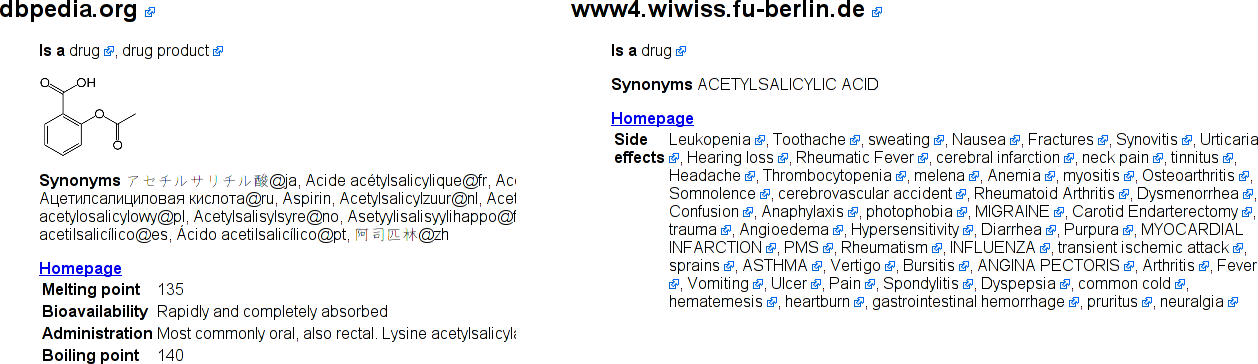 dbpedia.org
Is a drug, drug product
O
OH
O
O
Synonyms アセチルサリチル酸@ja, Acide acétylsalicylique@fr, Ac
Ацетилсалициловая кислота@ru, Aspirin, Acetylsalicylzuur@nl, Acet
acetylosalicylowy@pl, Acetylsalisylsyre@no, Asetyylisalisyylihappo@f
acetilsalicílico@es, Ácido acetilsalicílico@pt, 阿司匹林@zh
Homepage
Melting point 135
Bioavailability Rapidly and completely absorbed
Administration Most commonly oral, also rectal. Lysine acetylsalicyla
Boiling point 140
www4.wiwiss.fu-berlin.de
Is a drug
Synonyms ACETYLSALICYLIC ACID
Homepage
Side effects Leukopenia, Toothache, sweating, Nausea, Fractures, Synovitis, Urticaria
, Hearing loss, Rheumatic Fever, cerebral infarction, neck pain, tinnitus,
Headache, Thrombocytopenia, melena, Anemia, myositis, Osteoarthritis,
Somnolence, cerebrovascular accident, Rheumatoid Arthritis, Dysmenorrhea,
Confusion, Anaphylaxis, photophobia, MIGRAINE, Carotid Endarterectomy,
trauma, Angioedema, Hypersensitivity, Diarrhea, Purpura, MYOCARDIAL
INFARCTION, PMS, Rheumatism, INFLUENZA, transient ischemic attack,
sprains, ASTHMA, Vertigo, Bursitis, ANGINA PECTORIS, Arthritis, Fever
, Vomiting, Ulcer, Pain, Spondylitis, Dyspepsia, common cold,
hematemesis, heartburn, gastrointestinal hemorrhage, pruritus, neuralgia